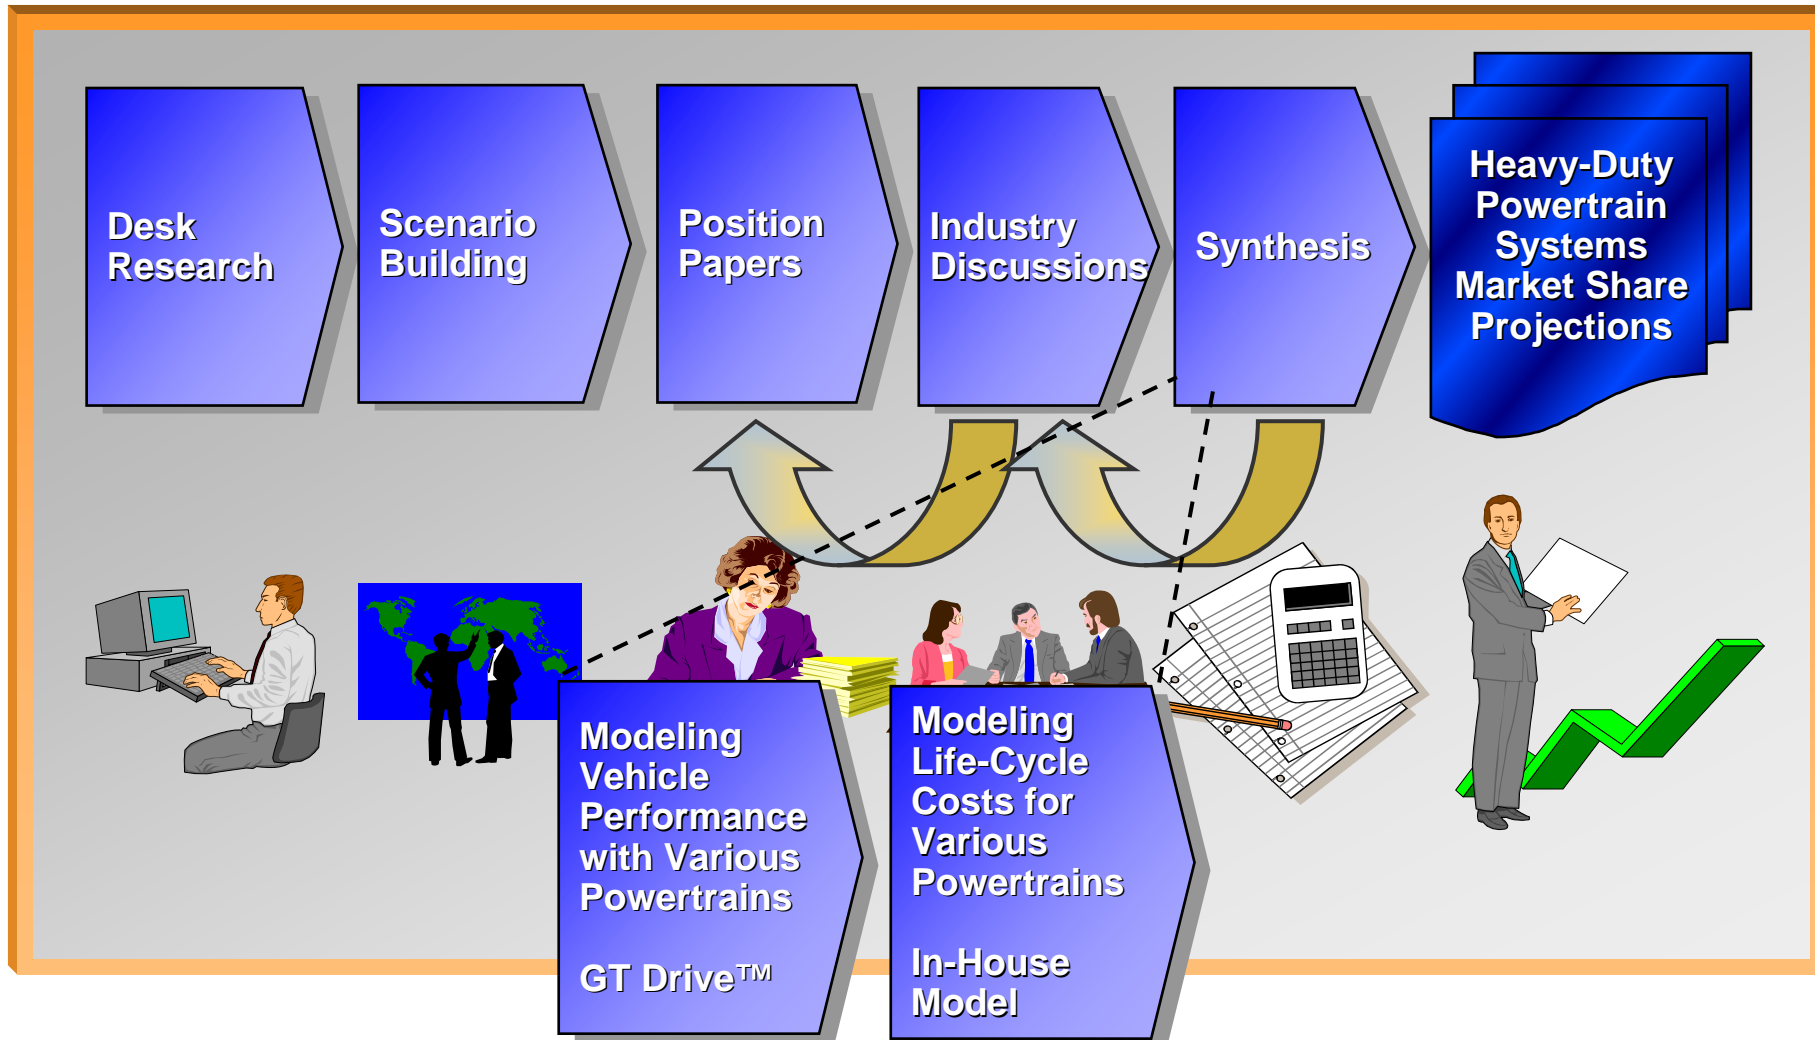 Desk
Research
Scenario
Building
Position
Papers
Industry
Discussions
Synthesis
Heavy-Duty
Powertrain
Systems
Market Share
Projections
Modeling
Vehicle
Performance
with Various
Powertrains
GT Drive™
Modeling
Life-Cycle
Costs for
Various
Powertrains
In-House
Model